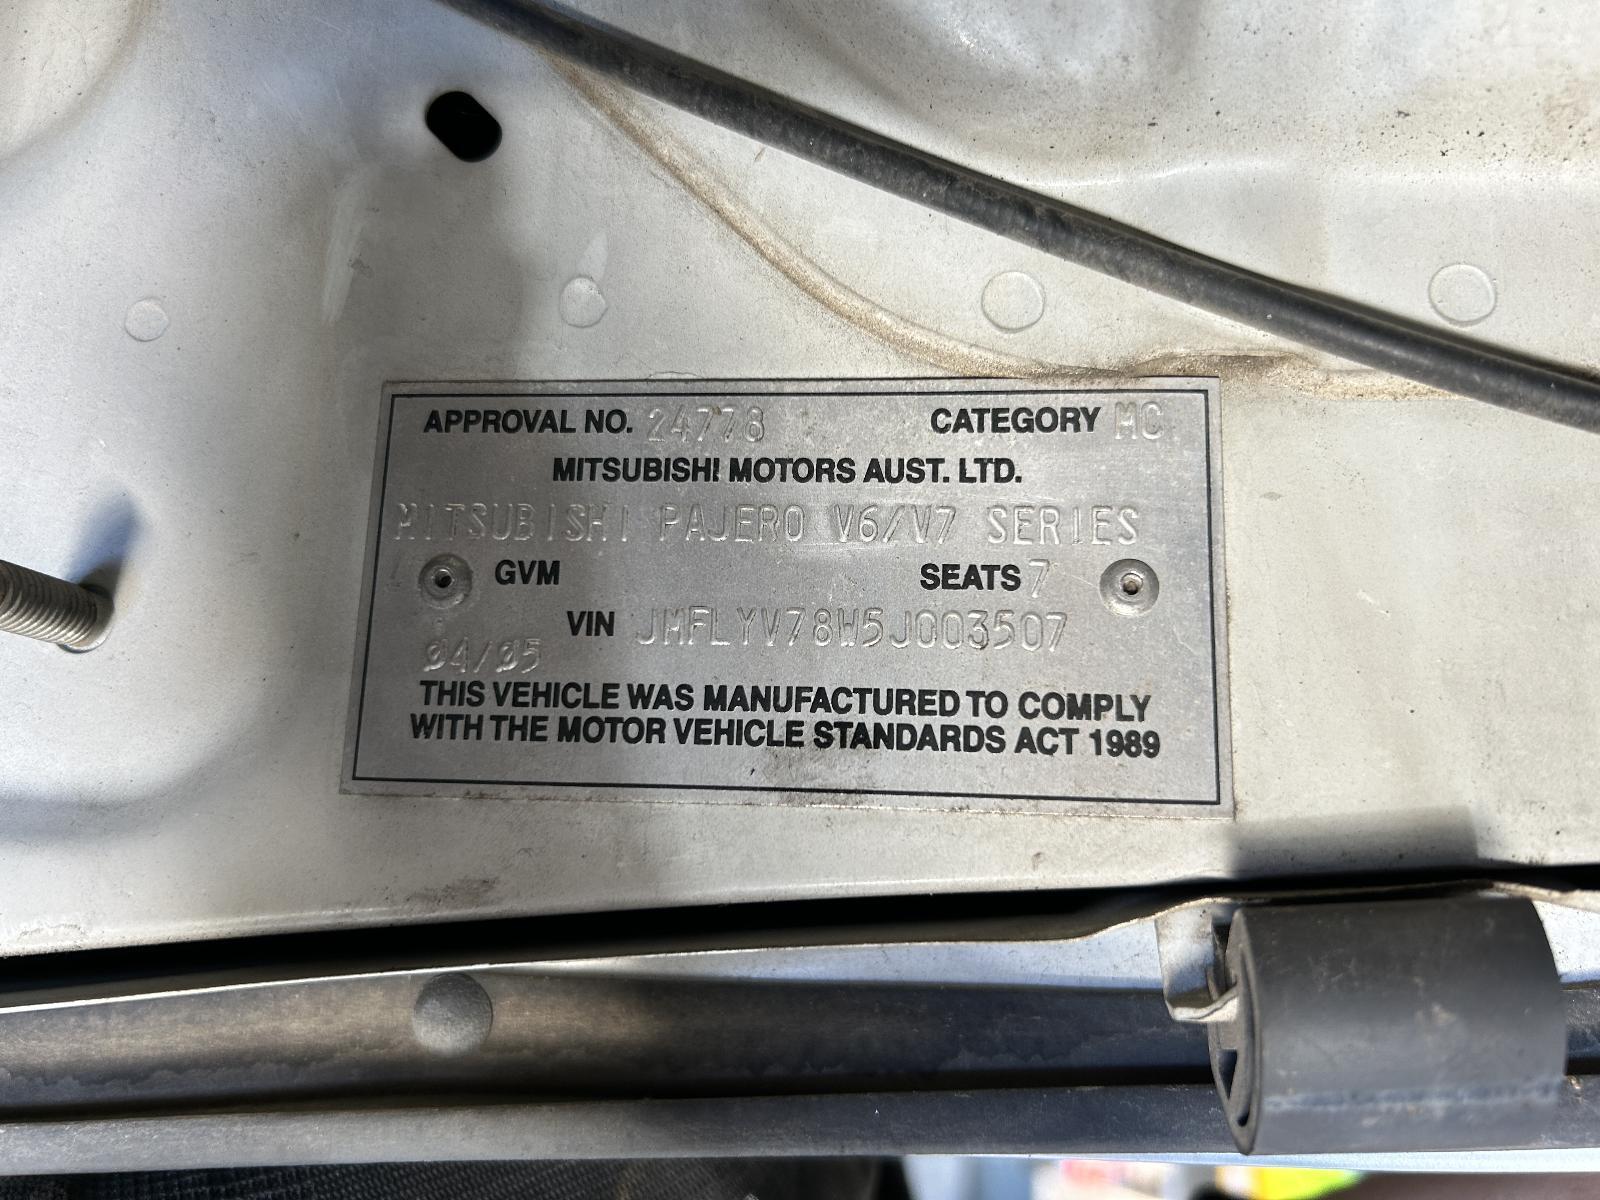 APPROVAL NO. 24778 CATEGORY MC
MITSUBISHI MOTORS AUST. LTD.
MITSUBISHI PAJERO V6/V7 SERIES
GVM SEATS 7
VIN JMFLYV78W5J003507
04/05
THIS VEHICLE WAS MANUFACTURED TO COMPLY
WITH THE MOTOR VEHICLE STANDARDS ACT 1989